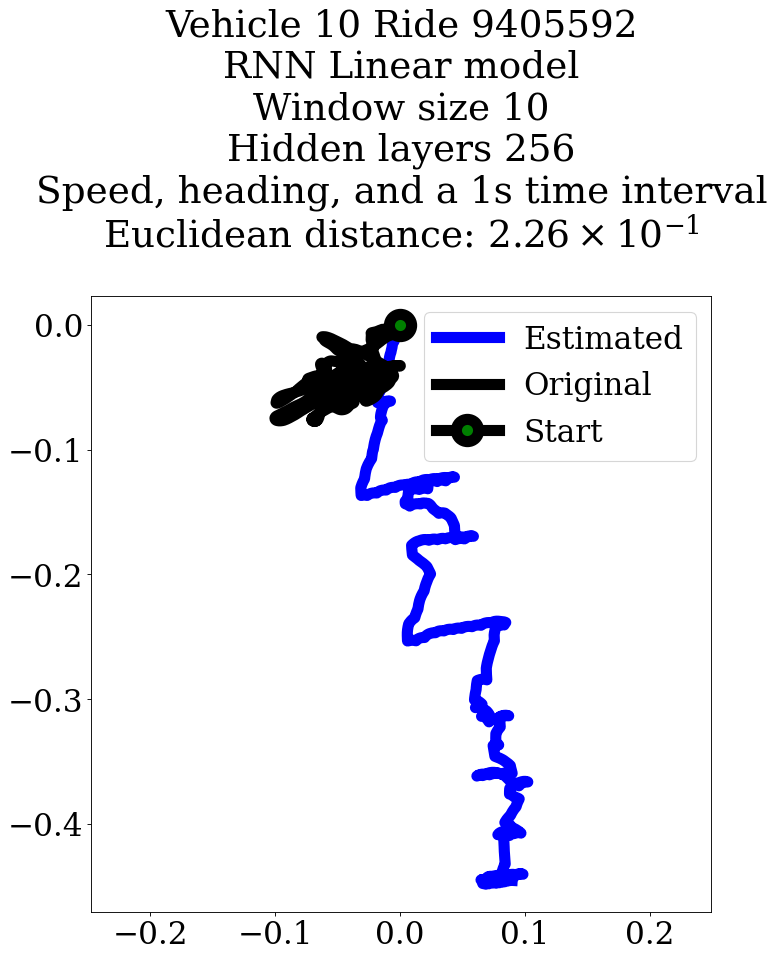 Vehicle 10 Ride 9405592
RNN Linear model
Window size 10
Hidden layers 256
Speed, heading, and a 1s time interval
Euclidean distance: 2.26 × 10⁻¹
Estimated
Original
Start
0.0
−0.1
−0.2
−0.3
−0.4
−0.2 −0.1 0.0 0.1 0.2